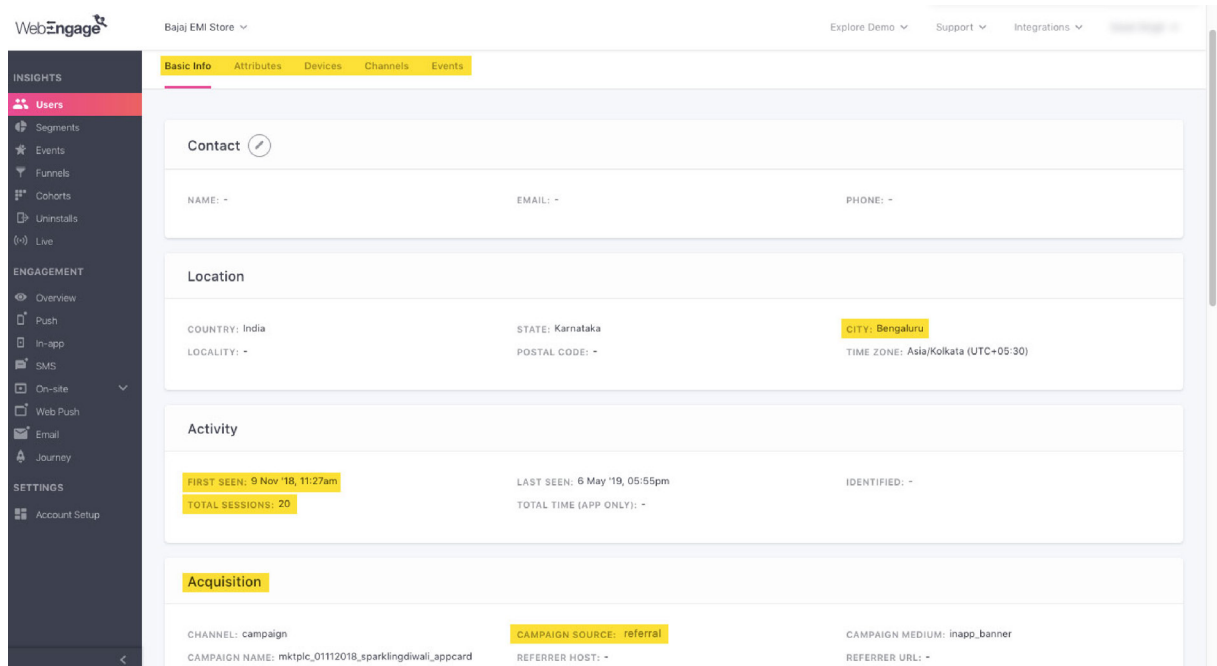 WebEngage
Bajaj EMI Store
Explore Demo
Support
Integrations
INSIGHTS
Users
Segments
Events
Funnels
Cohorts
Uninstalls
Live
ENGAGEMENT
Overview
Push
In-app
SMS
On-site
Web Push
Email
Journey
SETTINGS
Account Setup
Basic Info Attributes Devices Channels Events
Contact
NAME: - EMAIL: - PHONE: -
Location
COUNTRY: India STATE: Karnataka CITY: Bengaluru
LOCALITY: - POSTAL CODE: - TIME ZONE: Asia/Kolkata (UTC+05:30)
Activity
FIRST SEEN: 9 Nov '18, 11:27am LAST SEEN: 6 May '19, 05:55pm IDENTIFIED: -
TOTAL SESSIONS: 20 TOTAL TIME (APP ONLY): -
Acquisition
CHANNEL: campaign CAMPAIGN SOURCE: referral CAMPAIGN MEDIUM: inapp_banner
CAMPAIGN NAME: mktplc_01112018_sparklingdiwali_appcard REFERRER HOST: - REFERRER URL: -